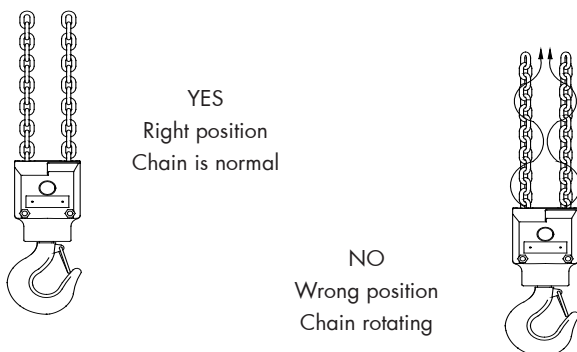 YES
Right position
Chain is normal
NO
Wrong position
Chain rotating